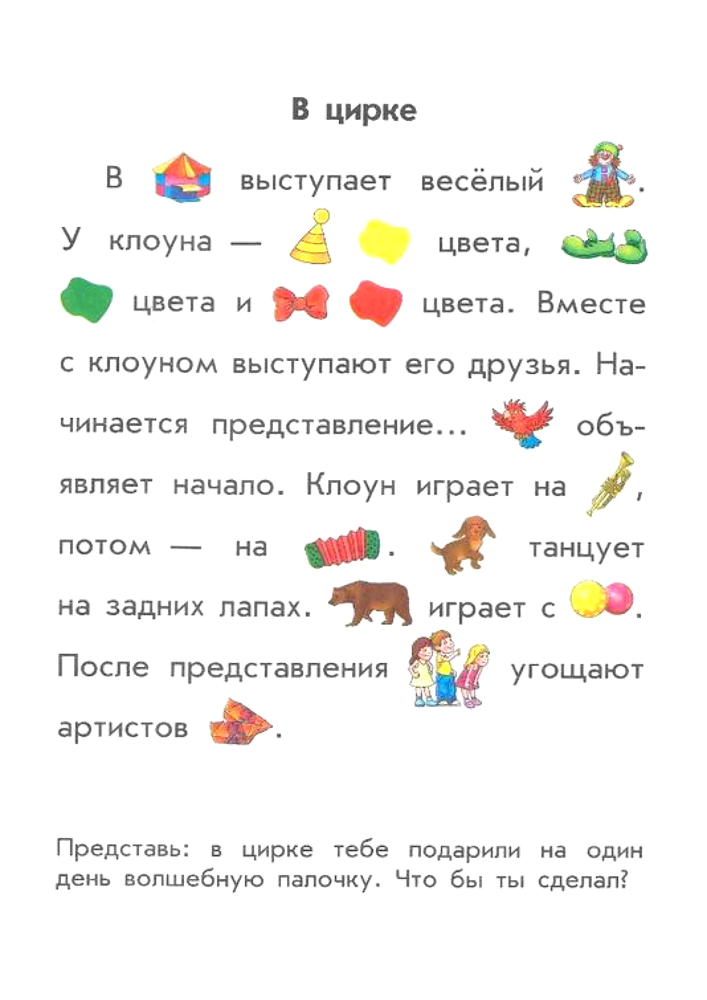 В цирке
В выступает весёлый .
У клоуна — цвета,
цвета и цвета. Вместе
с клоуном выступают его друзья. На-
чинается представление... объ-
являет начало. Клоун играет на ,
потом — на . танцует
на задних лапах. играет с .
После представления угощают
артистов .
Представь: в цирке тебе подарили на один
день волшебную палочку. Что бы ты сделал?